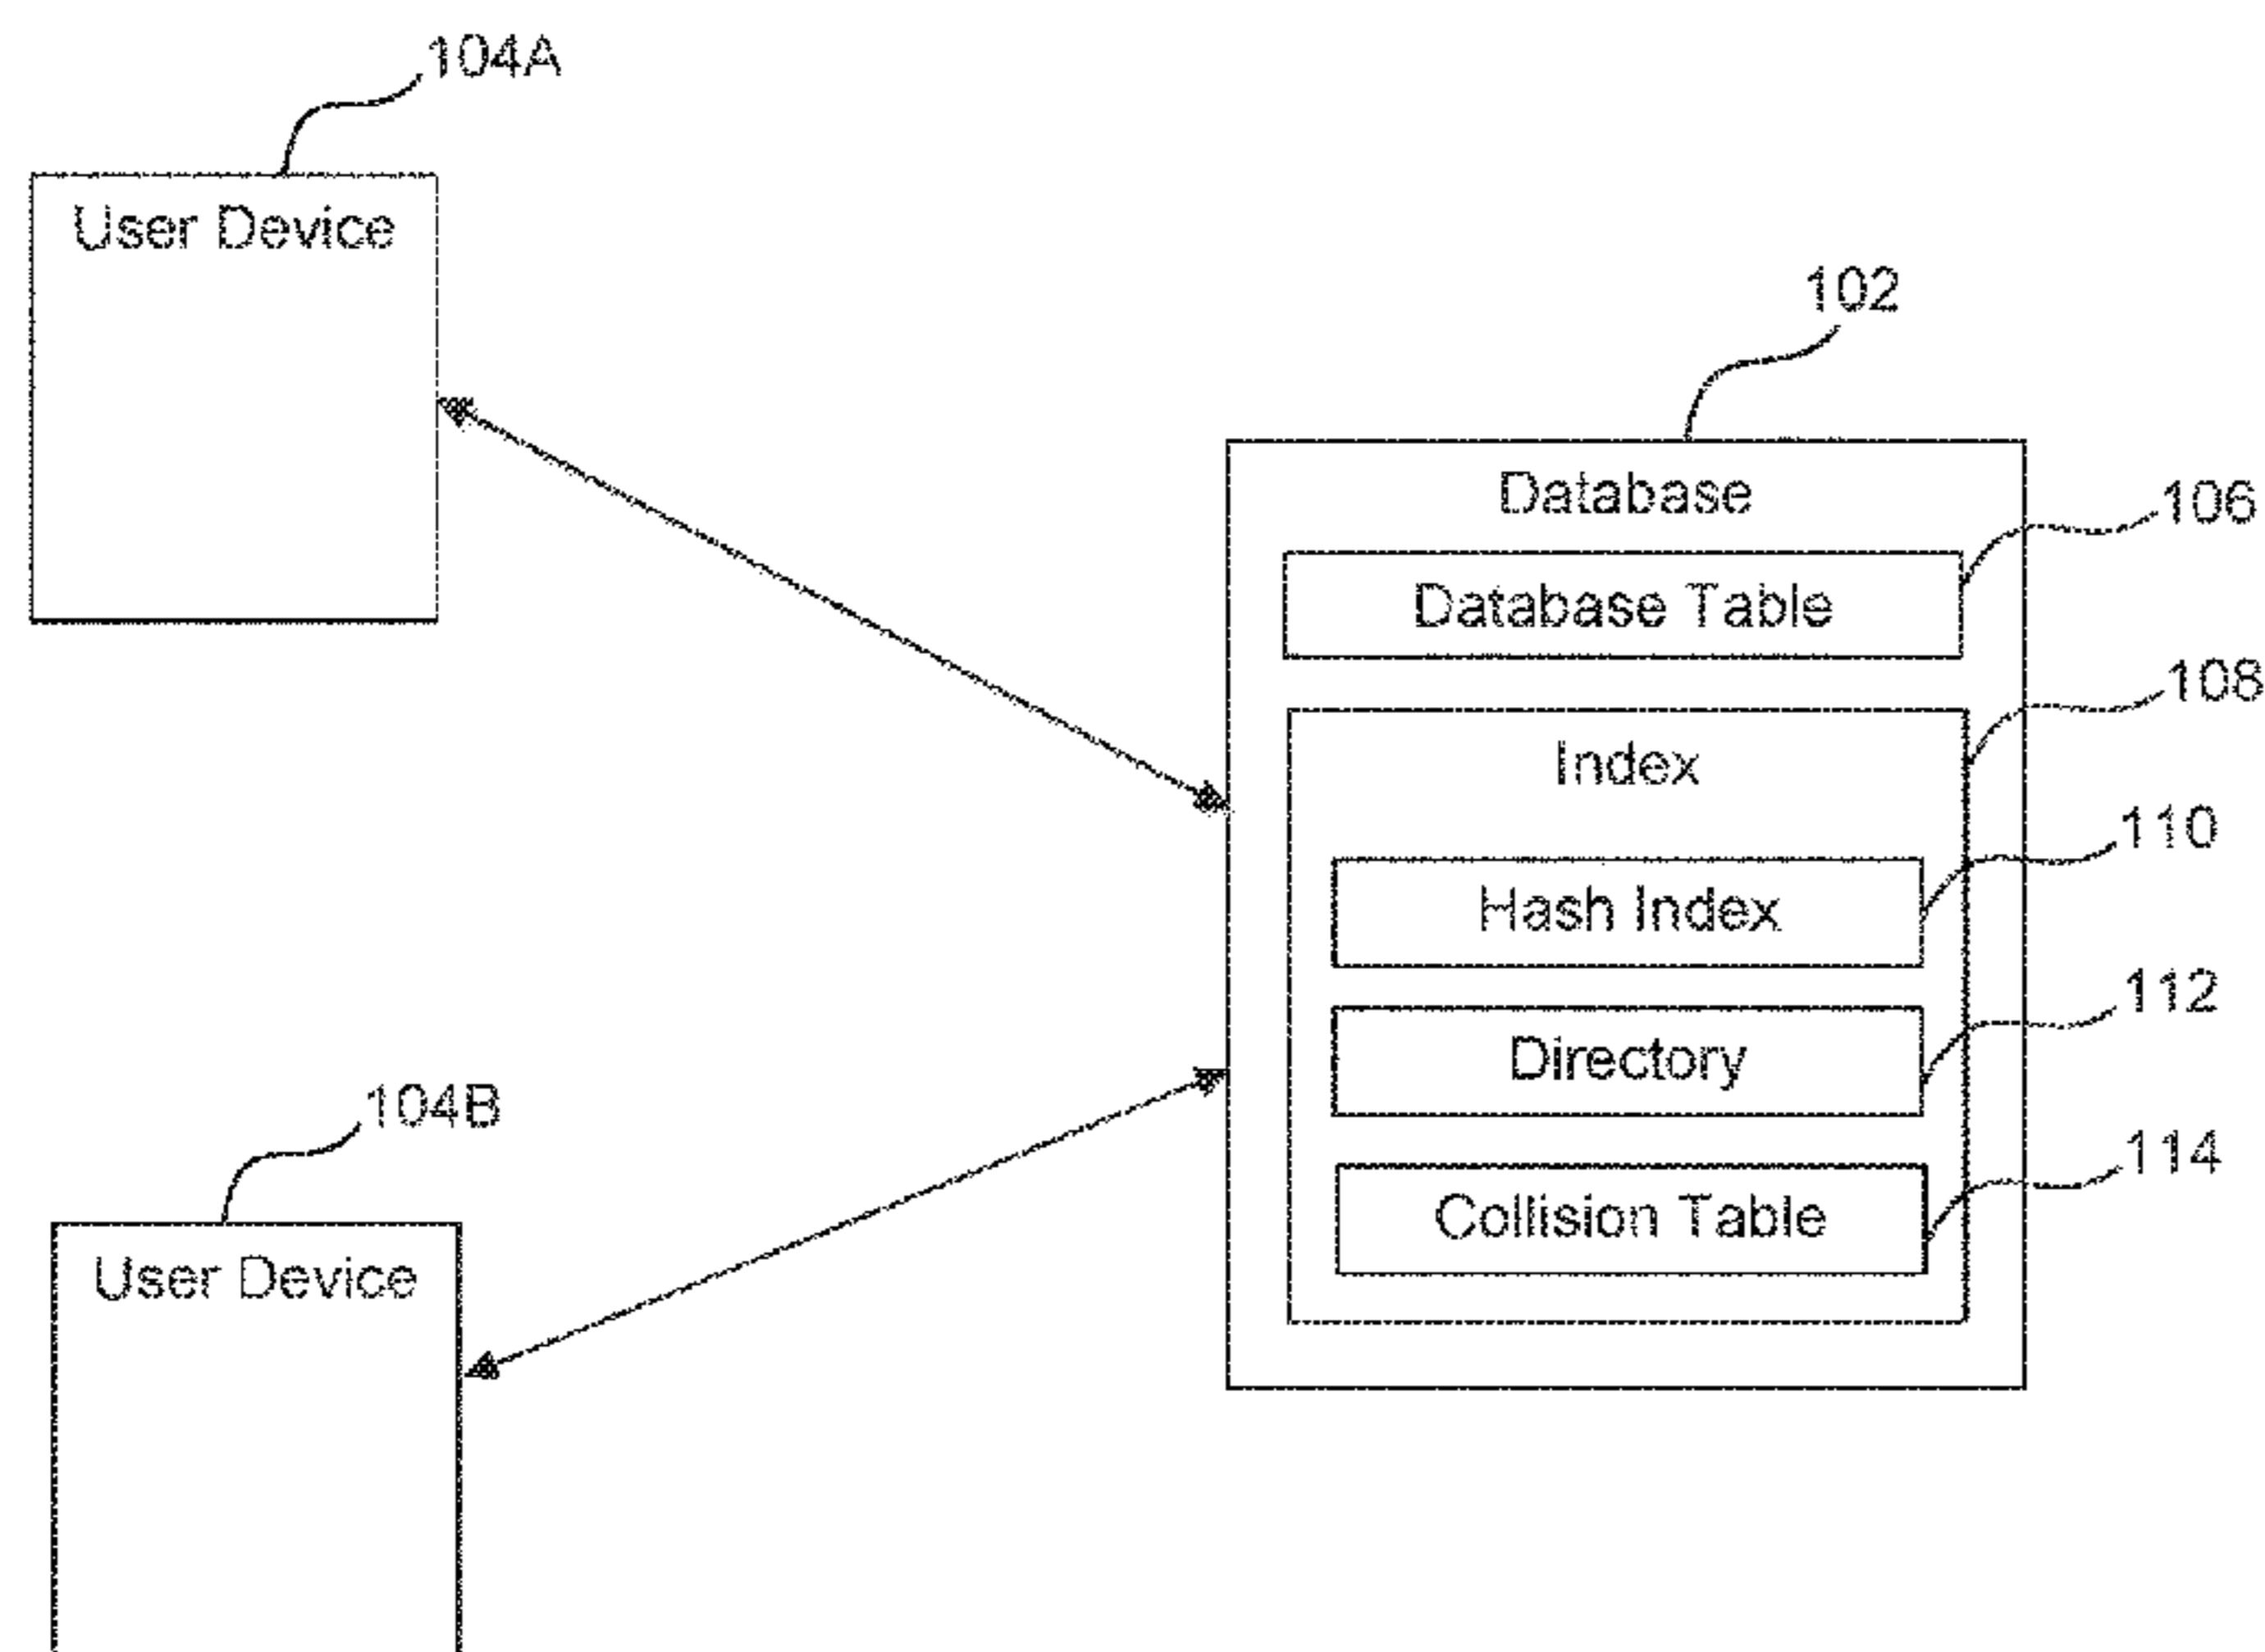 104A
User Device
102
Database
106
Database Table
108
Index
110
Hash Index
112
Directory
104B
114
Collision Table
User Device